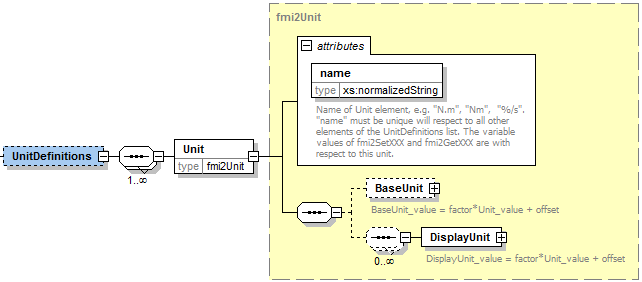 fmi2Unit
attributes
name
type xs:normalizedString
Name of Unit element, e.g. "N.m", "Nm", "%/s".
"name" must be unique will respect to all other
elements of the UnitDefinitions list. The variable
values of fmi2SetXXX and fmi2GetXXX are with
respect to this unit.
UnitDefinitions
1..∞
Unit
type fmi2Unit
BaseUnit
BaseUnit_value = factor*Unit_value + offset
DisplayUnit
0..∞
DisplayUnit_value = factor*Unit_value + offset